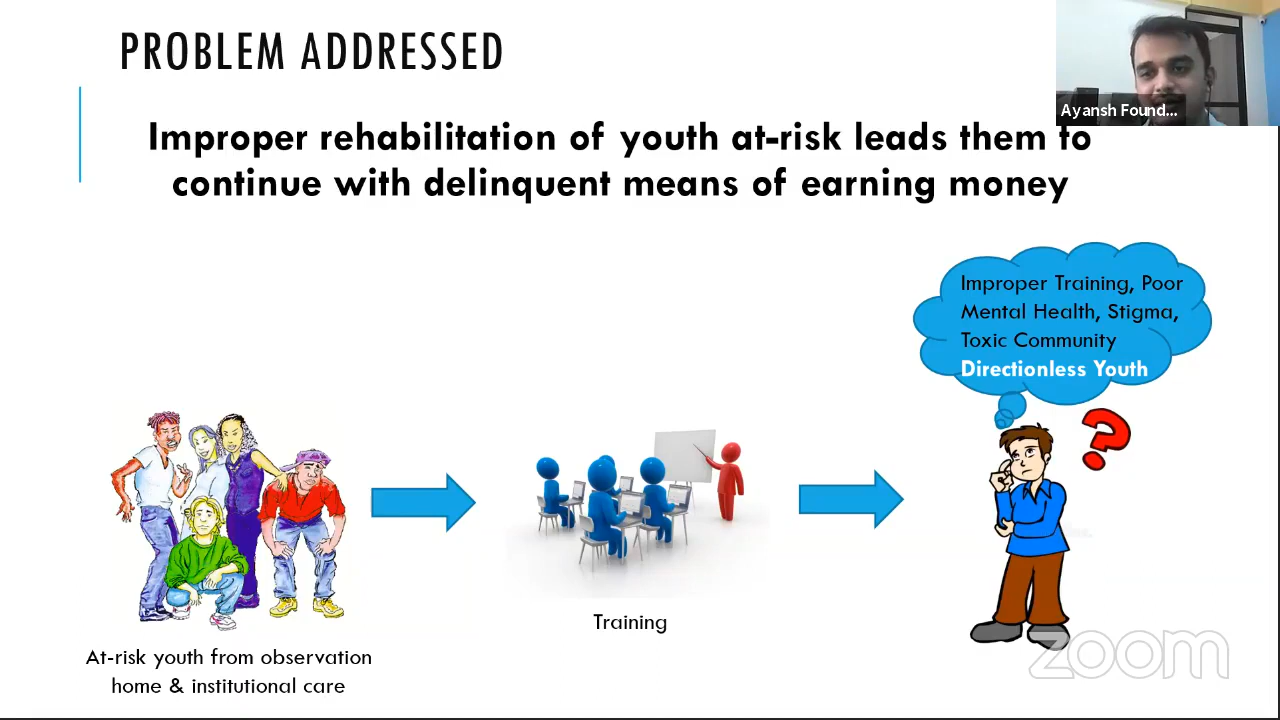 PROBLEM ADDRESSED
Ayansh Found...
Improper rehabilitation of youth at-risk leads them to
continue with delinquent means of earning money
Improper Training, Poor
Mental Health, Stigma,
Toxic Community
Directionless Youth
Training
At-risk youth from observation
home & institutional care
zoom